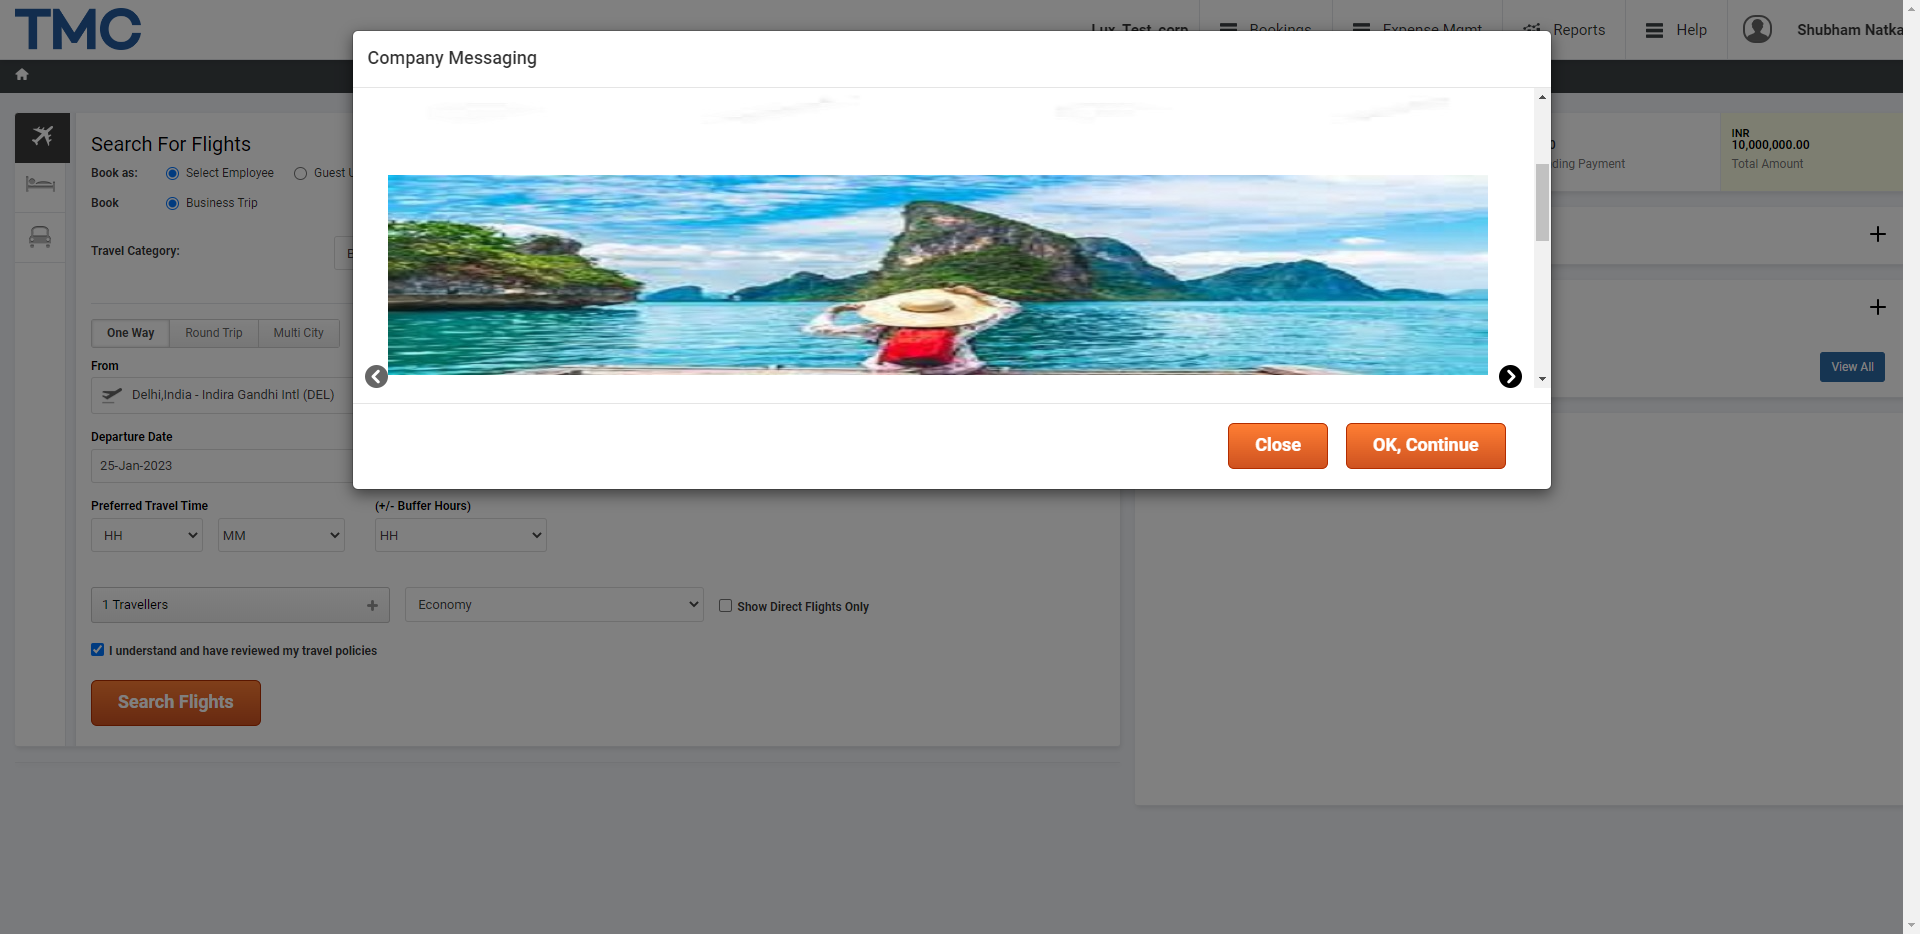 TMC
Lux_Test_corp
Bookings
Expense Mgmt
Reports
Help
Shubham Natka
Company Messaging
Search For Flights
Book as:
Select Employee
Guest U
Book
Business Trip
Travel Category:
B
One Way
Round Trip
Multi City
From
Delhi,India - Indira Gandhi Intl (DEL)
Departure Date
25-Jan-2023
Preferred Travel Time
(+/- Buffer Hours)
HH
MM
HH
1 Travellers
Economy
Show Direct Flights Only
I understand and have reviewed my travel policies
Search Flights
Close
OK, Continue
0
ding Payment
INR
10,000,000.00
Total Amount
View All